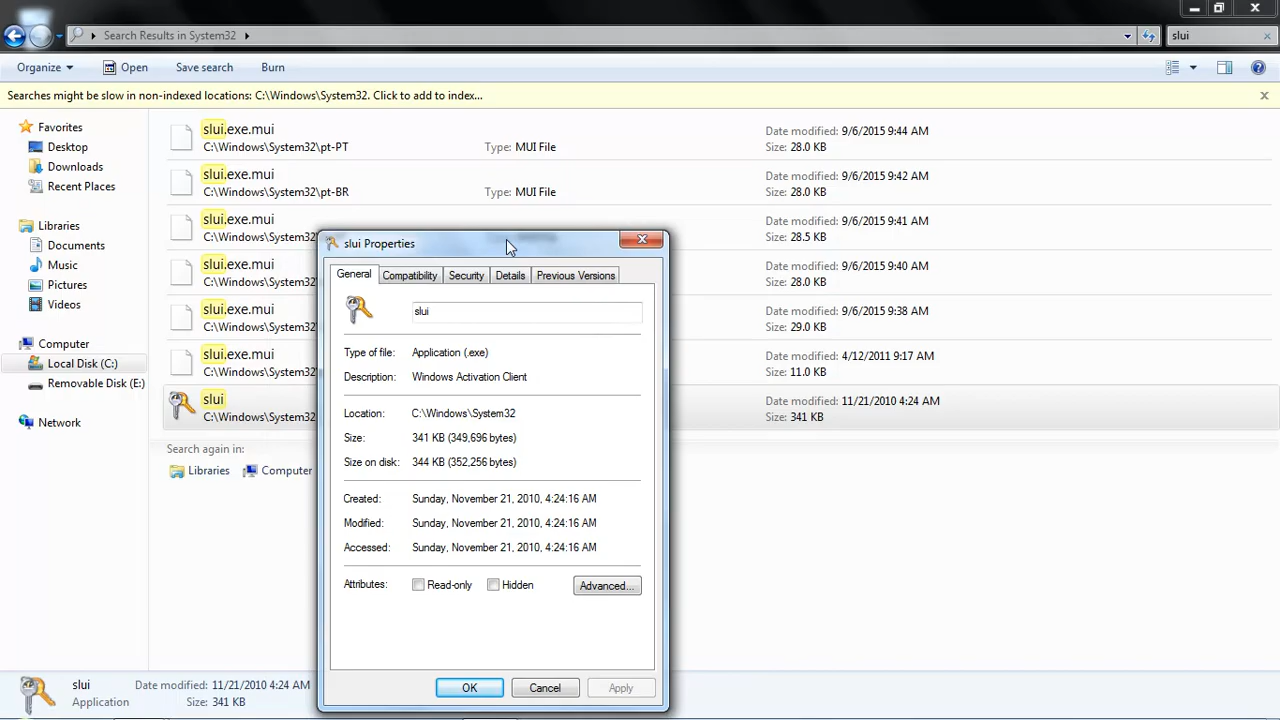 Search Results in System32
slui
Organize Open Save search Burn
Searches might be slow in non-indexed locations: C:\Windows\System32. Click to add to index...
Favorites
Desktop
Downloads
Recent Places
Libraries
Documents
Music
Pictures
Videos
Computer
Local Disk (C:)
Removable Disk (E:)
Network
slui.exe.mui Date modified: 9/6/2015 9:44 AM
C:\Windows\System32\pt-PT Type: MUI File Size: 28.0 KB
slui.exe.mui Date modified: 9/6/2015 9:42 AM
C:\Windows\System32\pt-BR Type: MUI File Size: 28.0 KB
slui.exe.mui Date modified: 9/6/2015 9:41 AM
C:\Windows\System32 Size: 28.5 KB
slui.exe.mui Date modified: 9/6/2015 9:40 AM
C:\Windows\System32 Size: 28.0 KB
slui.exe.mui Date modified: 9/6/2015 9:38 AM
C:\Windows\System32 Size: 29.0 KB
slui.exe.mui Date modified: 4/12/2011 9:17 AM
C:\Windows\System32 Size: 11.0 KB
slui Date modified: 11/21/2010 4:24 AM
C:\Windows\System32 Size: 341 KB
Search again in:
Libraries Computer
slui Properties
General Compatibility Security Details Previous Versions
slui
Type of file: Application (.exe)
Description: Windows Activation Client
Location: C:\Windows\System32
Size: 341 KB (349,696 bytes)
Size on disk: 344 KB (352,256 bytes)
Created: Sunday, November 21, 2010, 4:24:16 AM
Modified: Sunday, November 21, 2010, 4:24:16 AM
Accessed: Sunday, November 21, 2010, 4:24:16 AM
Attributes: Read-only Hidden Advanced...
OK Cancel Apply
slui Date modified: 11/21/2010 4:24 AM
Application Size: 341 KB